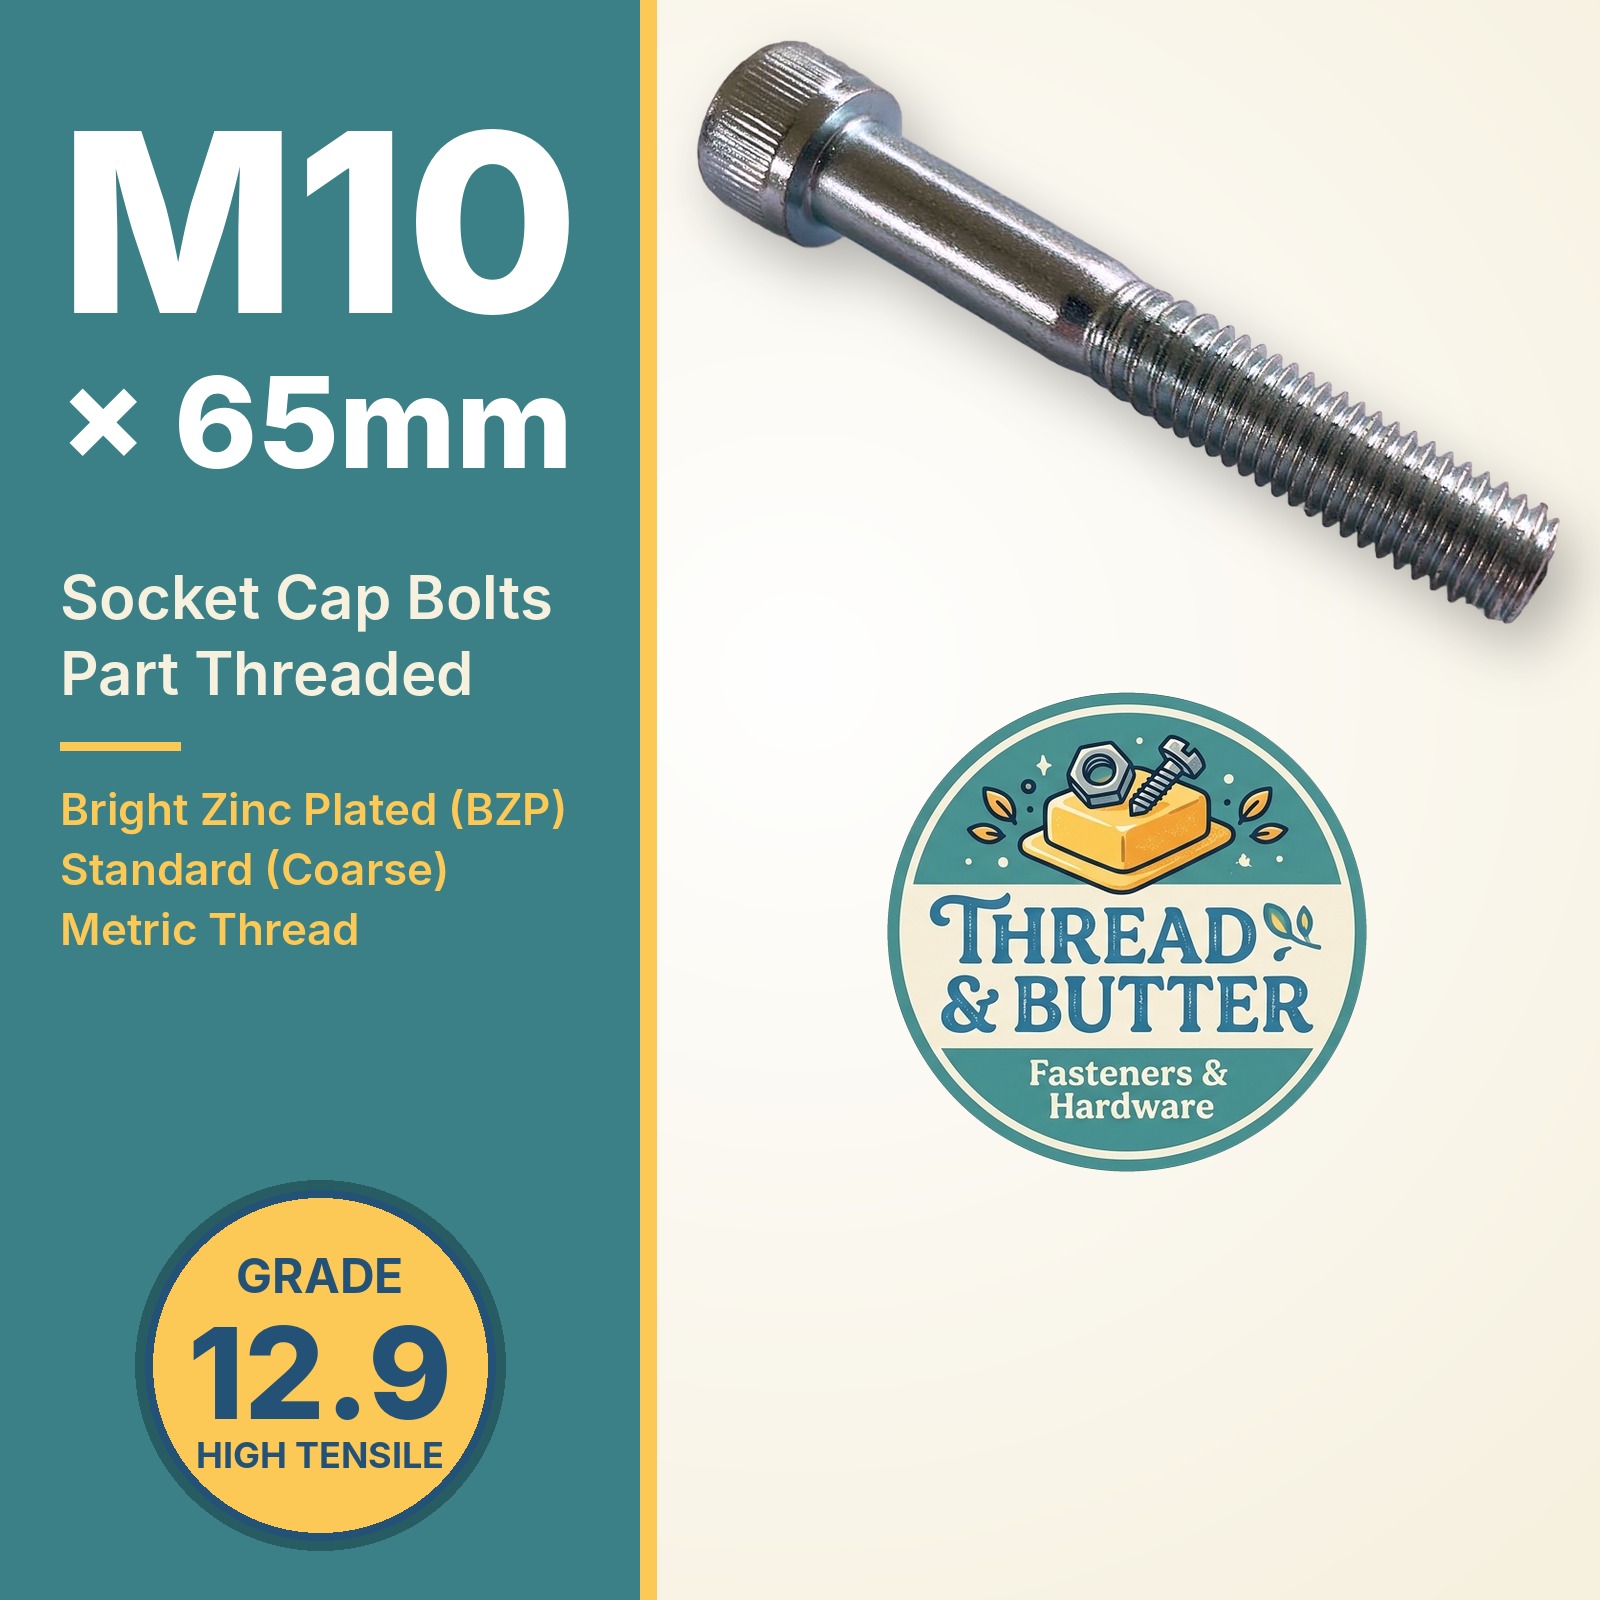 M10
× 65mm
Socket Cap Bolts
Part Threaded
Bright Zinc Plated (BZP)
Standard (Coarse)
Metric Thread
GRADE
12.9
HIGH TENSILE
THREAD
& BUTTER
Fasteners &
Hardware